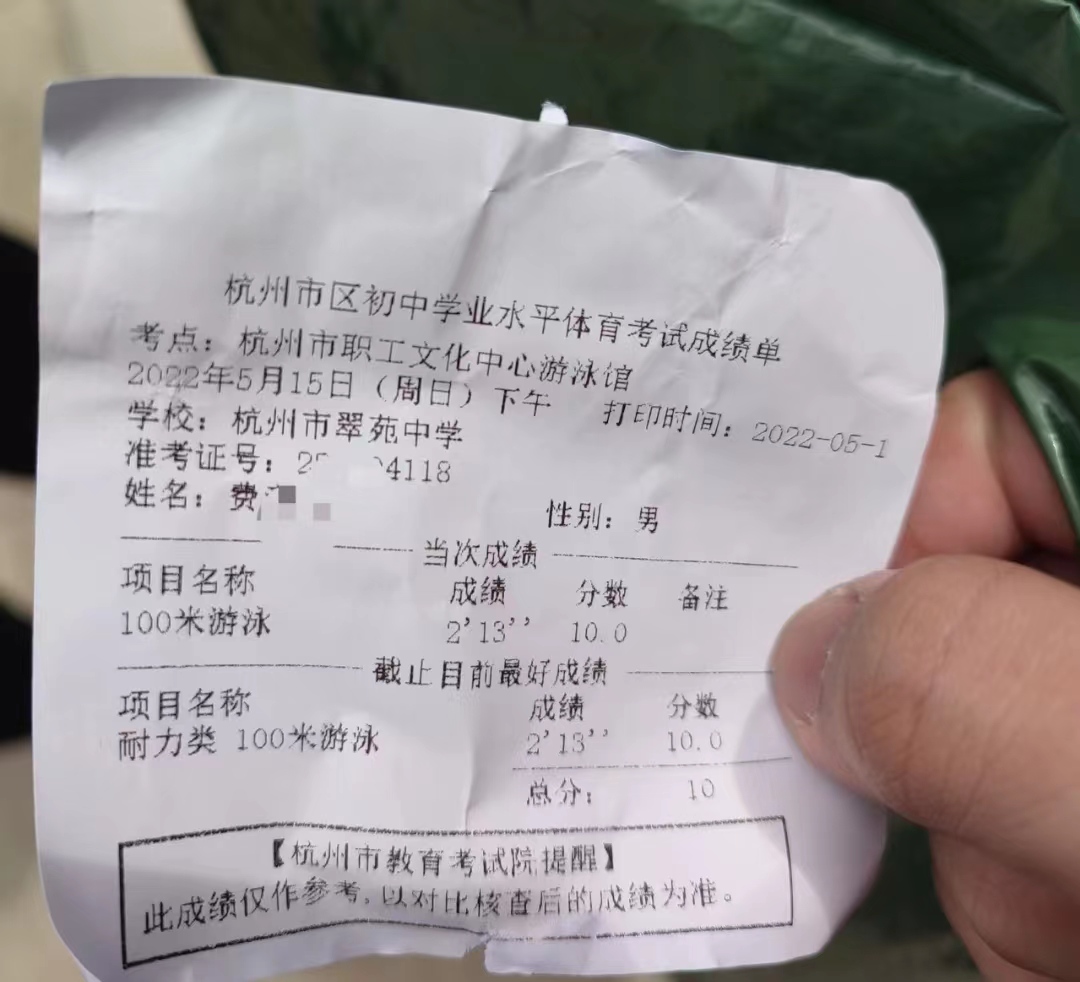 杭州市区初中学业水平体育考试成绩单
考点：杭州市职工文化中心游泳馆
2022年5月15日（周日）下午 打印时间：2022-05-1
学校：杭州市翠苑中学
准考证号：2 4118
姓名：费
性别：男
当次成绩
项目名称 成绩 分数 备注
100米游泳 2'13'' 10.0
截止目前最好成绩
项目名称 成绩 分数
耐力类 100米游泳 2'13'' 10.0
总分： 10
【杭州市教育考试院提醒】
此成绩仅作参考，以对比核查后的成绩为准。